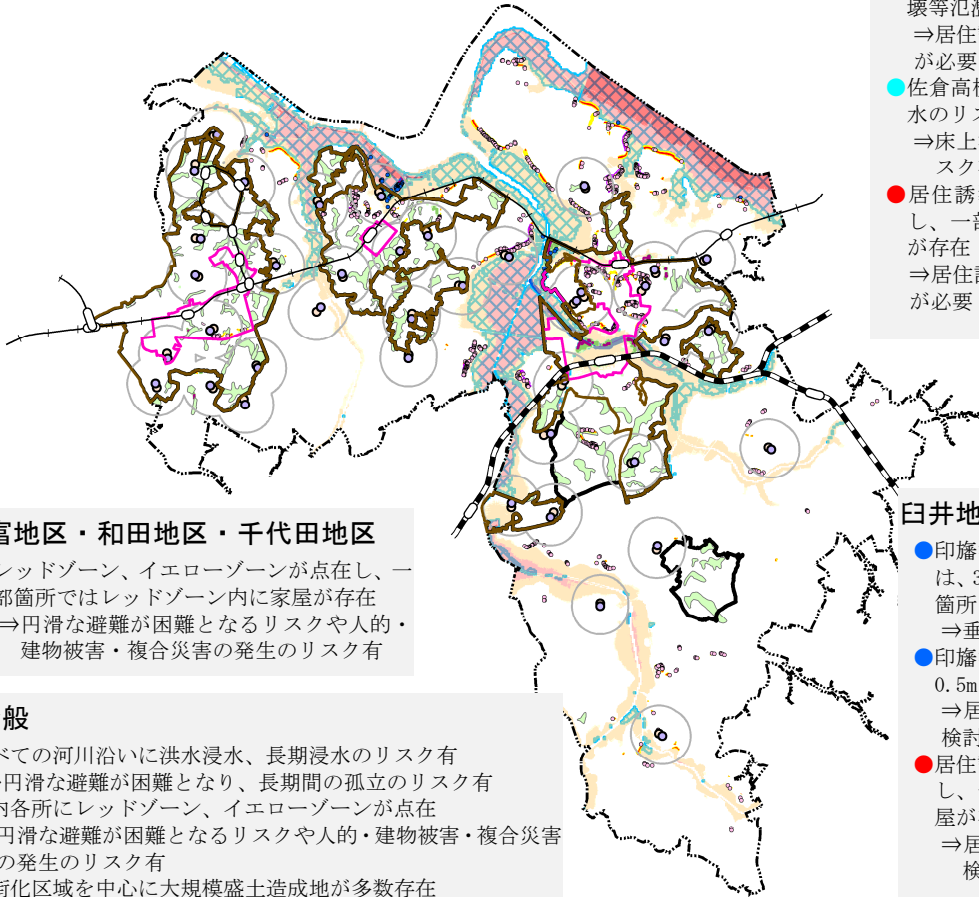 壊等氾
⇒居住
が必要
●佐倉高
水のリス
⇒床上
スク
●居住誘
し、一部
が存在
⇒居住
が必要
富地区・和田地区・千代田地区
レッドゾーン、イエローゾーンが点在し、一
部箇所ではレッドゾーン内に家屋が存在
⇒円滑な避難が困難となるリスクや人的・
建物被害・複合災害の発生のリスク有
般
べての河川沿いに洪水浸水、長期浸水のリスク有
円滑な避難が困難となり、長期間の孤立のリスク有
内各所にレッドゾーン、イエローゾーンが点在
円滑な避難が困難となるリスクや人的・建物被害・複合災害
の発生のリスク有
街化区域を中心に大規模盛土造成地が多数存在
臼井地
●印旛
は、3
箇所
⇒垂
●印旛
0.5m
⇒居
検討
●居住
し、
屋が
⇒居
検